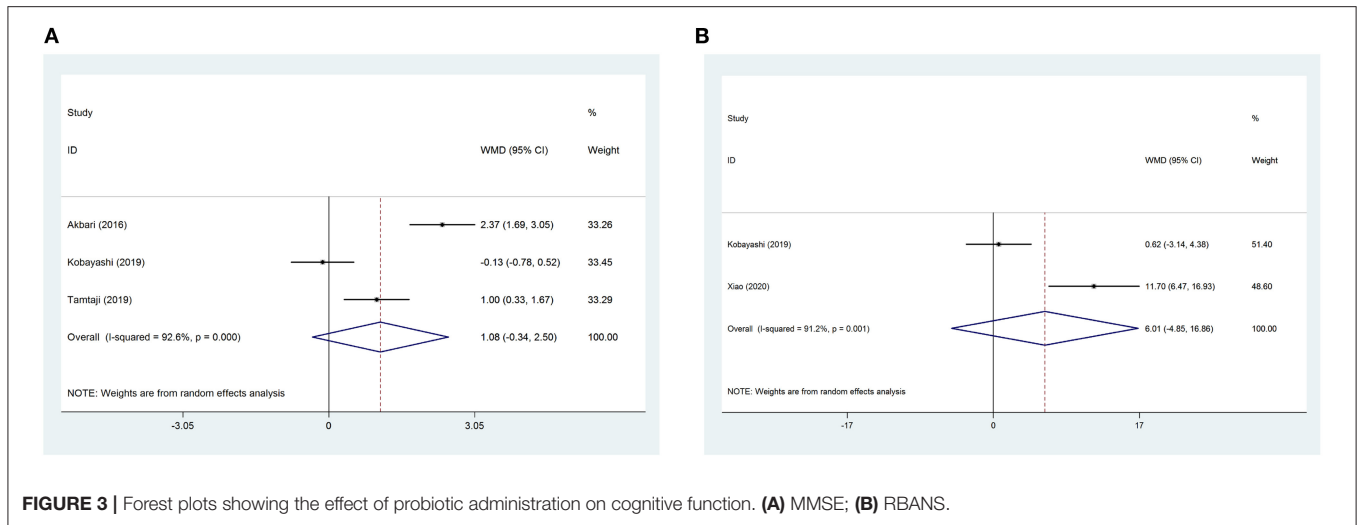 A
Study %
ID WMD (95% CI) Weight
Akbari (2016) 2.37 (1.69, 3.05) 33.26
Kobayashi (2019) -0.13 (-0.78, 0.52) 33.45
Tamtaji (2019) 1.00 (0.33, 1.67) 33.29
Overall (I-squared = 92.6%, p = 0.000) 1.08 (-0.34, 2.50) 100.00
NOTE: Weights are from random effects analysis
-3.05 0 3.05
B
Study %
ID WMD (95% CI) Weight
Kobayashi (2019) 0.62 (-3.14, 4.38) 51.40
Xiao (2020) 11.70 (6.47, 16.93) 48.60
Overall (I-squared = 91.2%, p = 0.001) 6.01 (-4.85, 16.86) 100.00
NOTE: Weights are from random effects analysis
-17 0 17
FIGURE 3 | Forest plots showing the effect of probiotic administration on cognitive function. (A) MMSE; (B) RBANS.